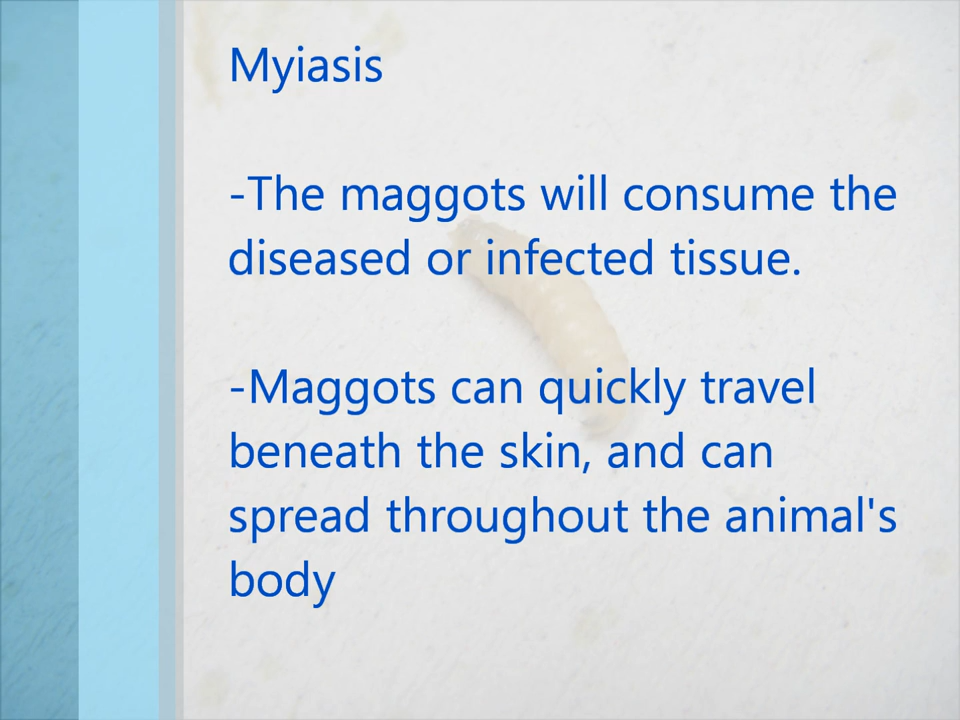 Myiasis
-The maggots will consume the
diseased or infected tissue.
-Maggots can quickly travel
beneath the skin, and can
spread throughout the animal's
body